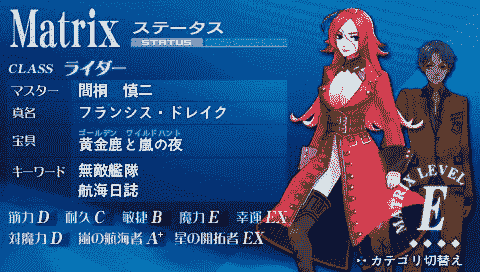 Matrix ステータス
STATUS
CLASS ライダー
マスター 間桐 慎二
真名 フランシス・ドレイク
ゴールデン ワイルドハント
宝具 黄金鹿と嵐の夜
キーワード 無敵艦隊
航海日誌
筋力D 耐久C 敏捷B 魔力E 幸運EX
対魔力D 嵐の航海者A+ 星の開拓者EX
MATRIX LEVEL
E
カテゴリ切替え